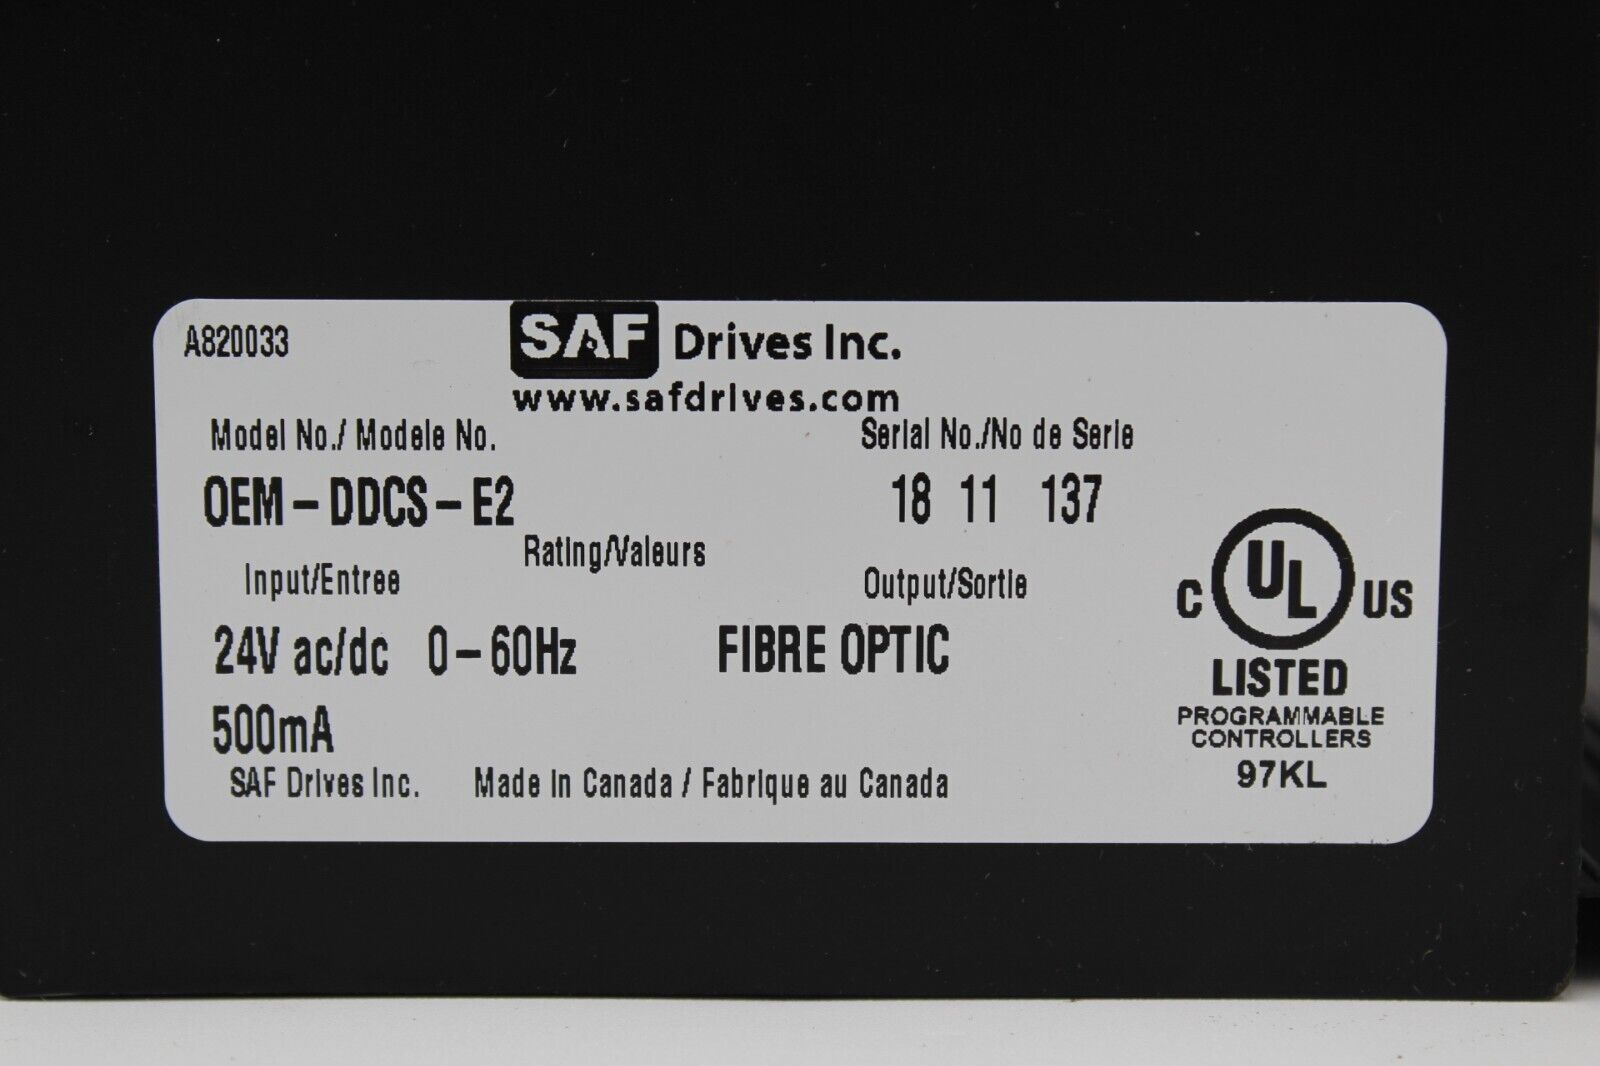 A820033
SAF Drives Inc.
www.safdrives.com
Model No./ Modele No.
Serial No./No de Serie
OEM-DDCS-E2
18 11 137
Rating/Valeurs
Input/Entree
Output/Sortie
24V ac/dc 0-60Hz
FIBRE OPTIC
500mA
SAF Drives Inc. Made in Canada / Fabrique au Canada
C UL US
LISTED
PROGRAMMABLE
CONTROLLERS
97KL